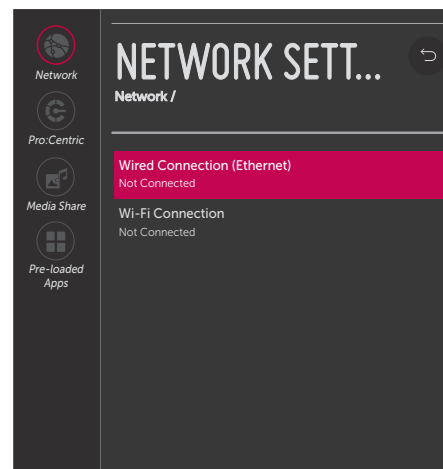 Network
Pro:Centric
Media Share
Pre-loaded
Apps
NETWORK SETT...
Network /
Wired Connection (Ethernet)
Not Connected
Wi-Fi Connection
Not Connected